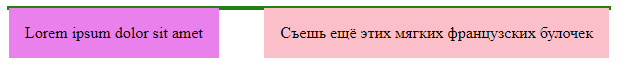 Lorem ipsum dolor sit amet
Съешь ещё этих мягких французских булочек